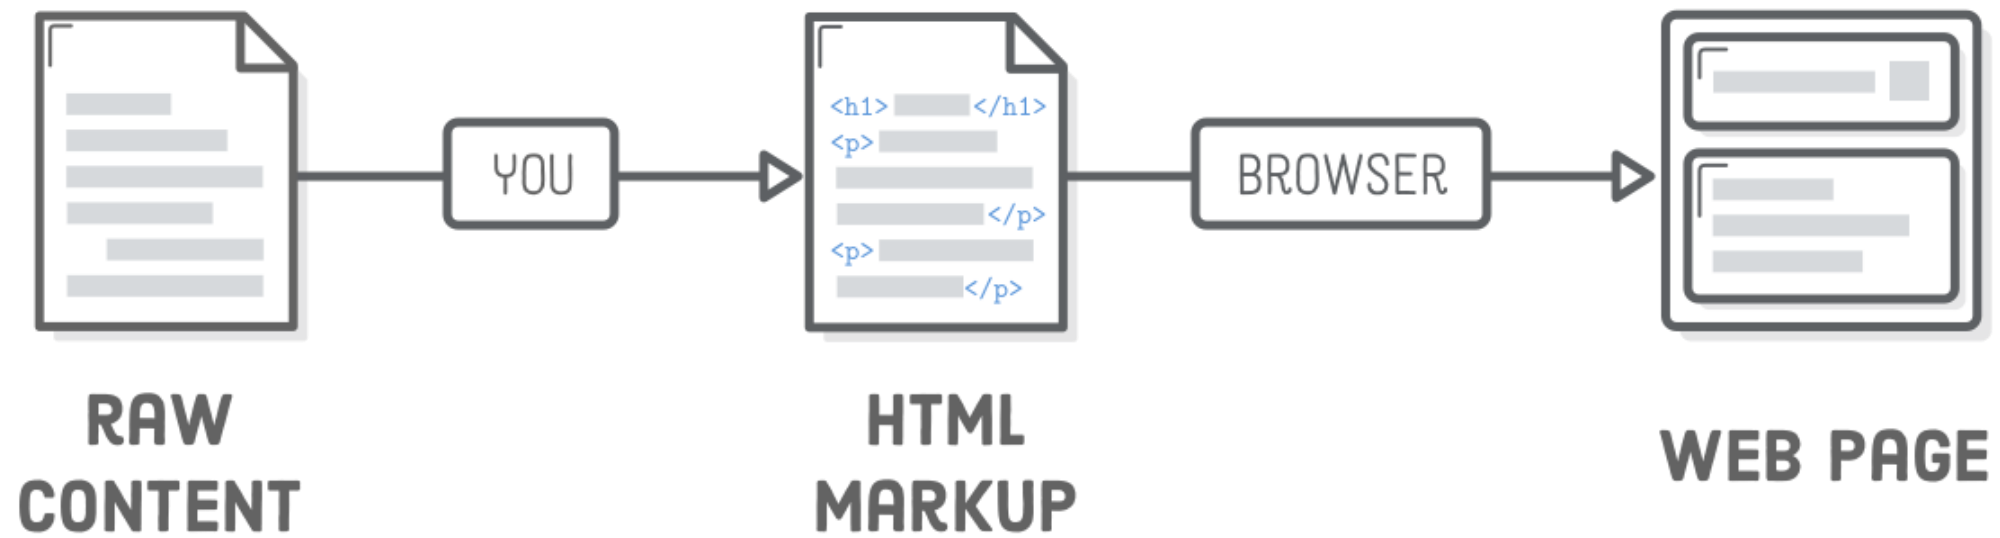 <h1> </h1>
<p>
</p>
<p>
</p>
YOU
BROWSER
RAW
CONTENT
HTML
MARKUP
WEB PAGE